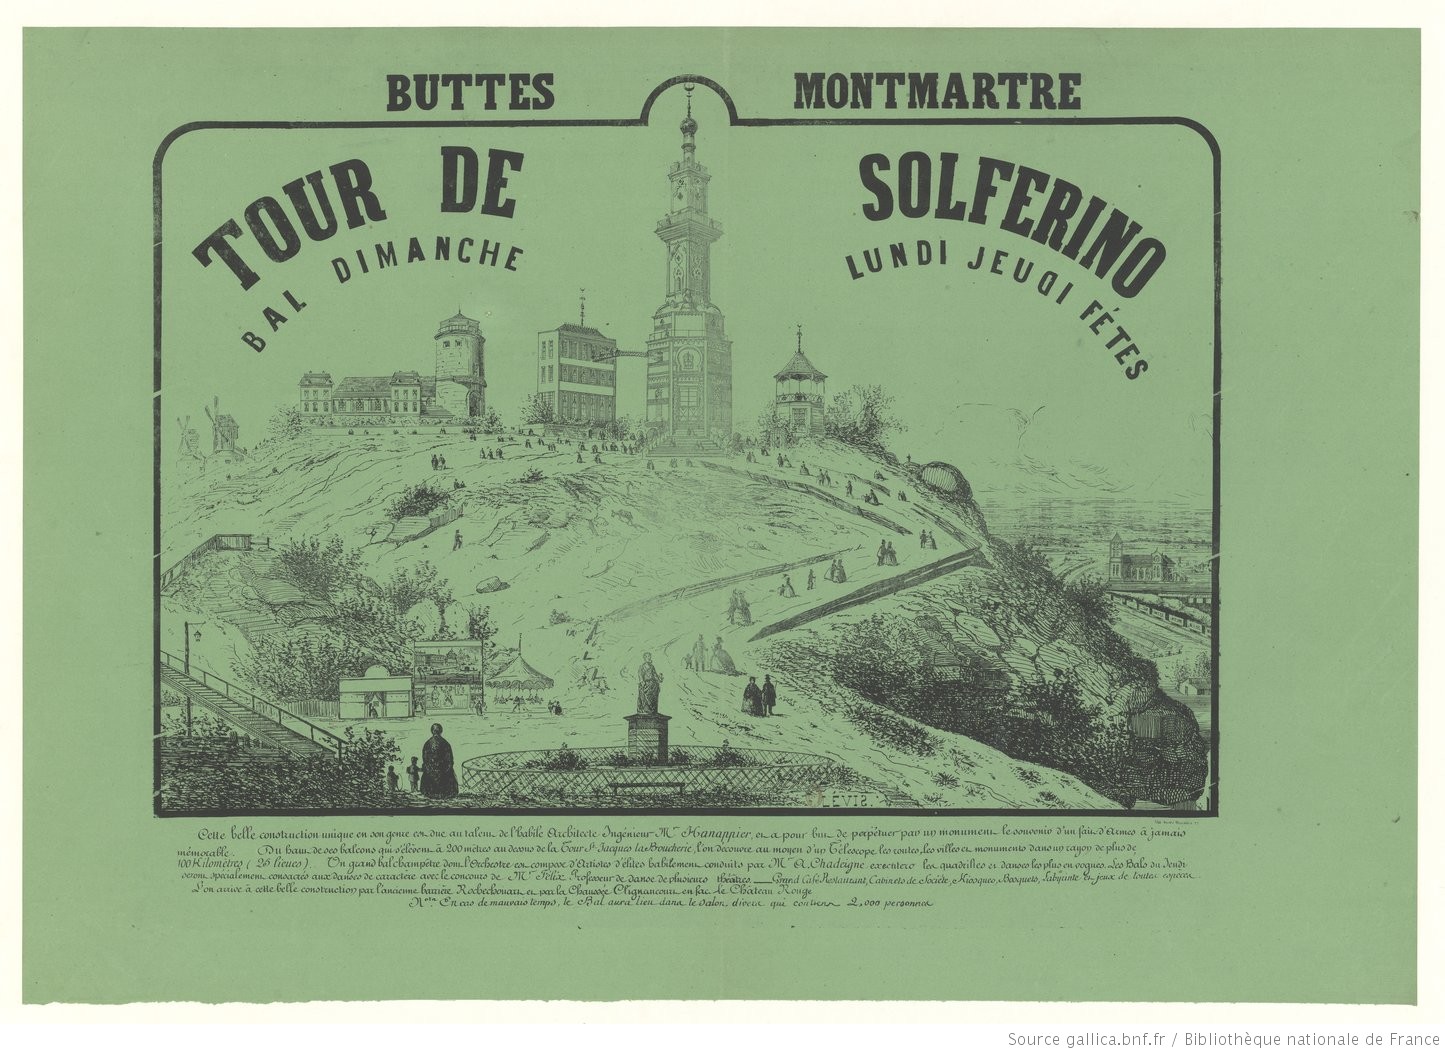 BUTTES MONTMARTRE
TOUR DE SOLFERINO
BAL DIMANCHE LUNDI JEUDI FÉTES
LÉVIS.
Cette belle construction unique en son genre est due au talent de l'habile Architecte-Ingénieur Mr Hanappier, et a pour but de perpétuer par un monument le souvenir d'un fait d'Armes à jamais
mémorable. Du haut de ses balcons qui s'élèvent à 200 mètres au dessus de la Tour St Jacques la Boucherie, l'on découvre au moyen d'un Télescope, les routes, les villes et monuments dans un rayon de plus de
100 Kilomètres (26 lieues). Un grand bal champêtre dont l'Orchestre est composé d'Artistes d'élites habilement conduits par Mr A. Chadeigne, exécutera les quadrilles et danses les plus en vogues. Les Bals du Jeudi
seront spécialement consacrés aux danses de caractère avec le concours de Mr Félix, Professeur de danse de plusieurs théâtres. — Grand Café Restaurant, Cabinets de Société, Kiosques, Bosquets, Labyrinte et jeux de toutes espèces.
L'on arrive à cette belle construction par l'ancienne barrière Rochechouart et par la Chaussée Clignancourt en face le Château Rouge
Nota. En cas de mauvais temps, le Bal aura lieu dans le salon d'hiver qui contient 2,000 personnes
Source gallica.bnf.fr / Bibliothèque nationale de France